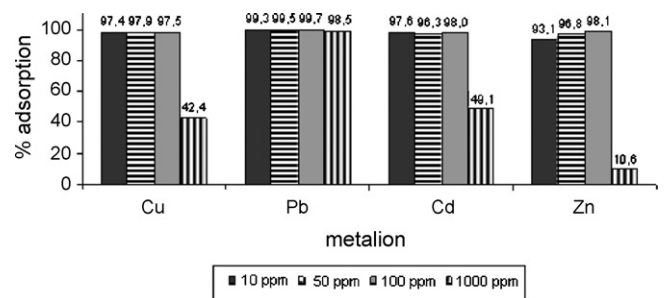 97,4 97,9 97,5 99,3 99,5 99,7 98,5 97,6 96,3 98,0 93,1 96,8 98,1
100
80
60
42,4 49,1
40
20
10,6
0
% adsorption
Cu Pb Cd Zn
metalion
10 ppm 50 ppm 100 ppm 1000 ppm